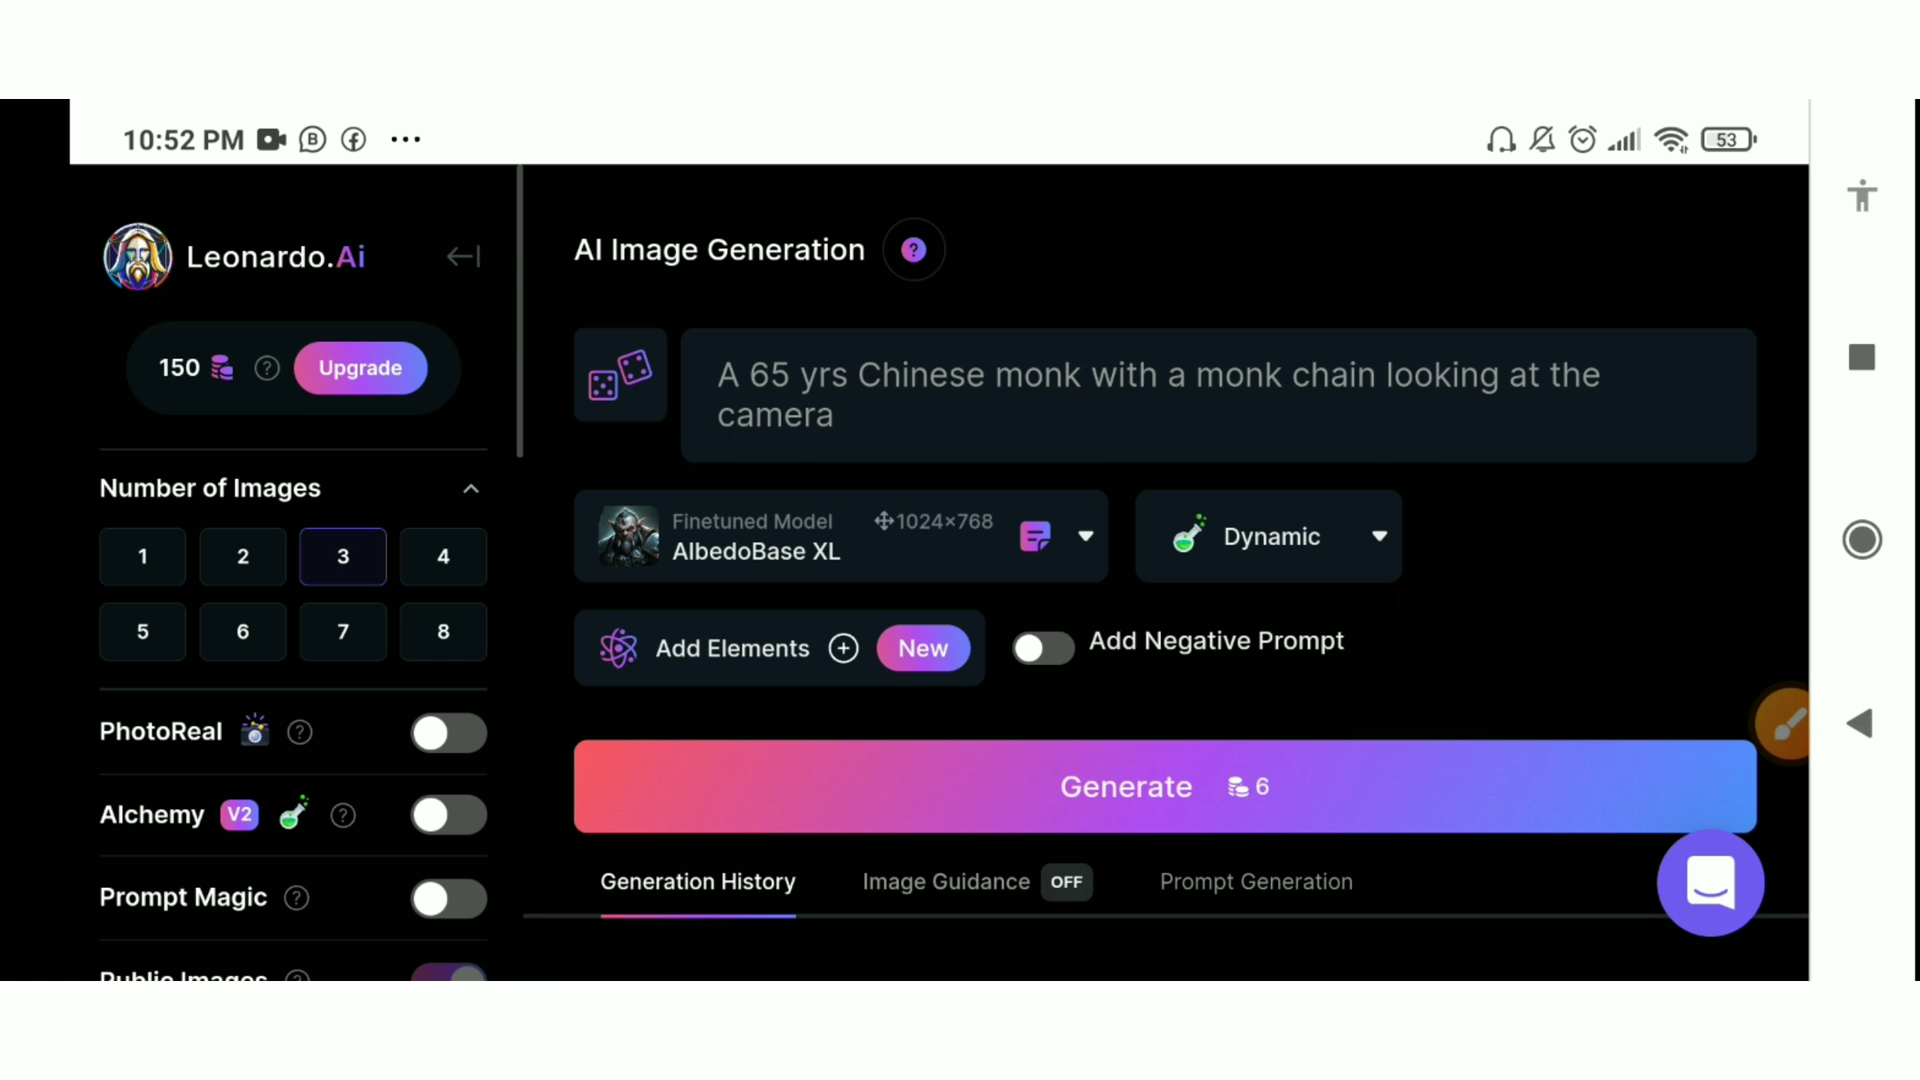 10:52 PM
53
Leonardo.Ai
150
Upgrade
Number of Images
1 2 3 4
5 6 7 8
PhotoReal
Alchemy V2
Prompt Magic
Public Images
AI Image Generation
A 65 yrs Chinese monk with a monk chain looking at the
camera
Finetuned Model 1024×768
AlbedoBase XL
Dynamic
Add Elements New
Add Negative Prompt
Generate 6
Generation History Image Guidance OFF Prompt Generation